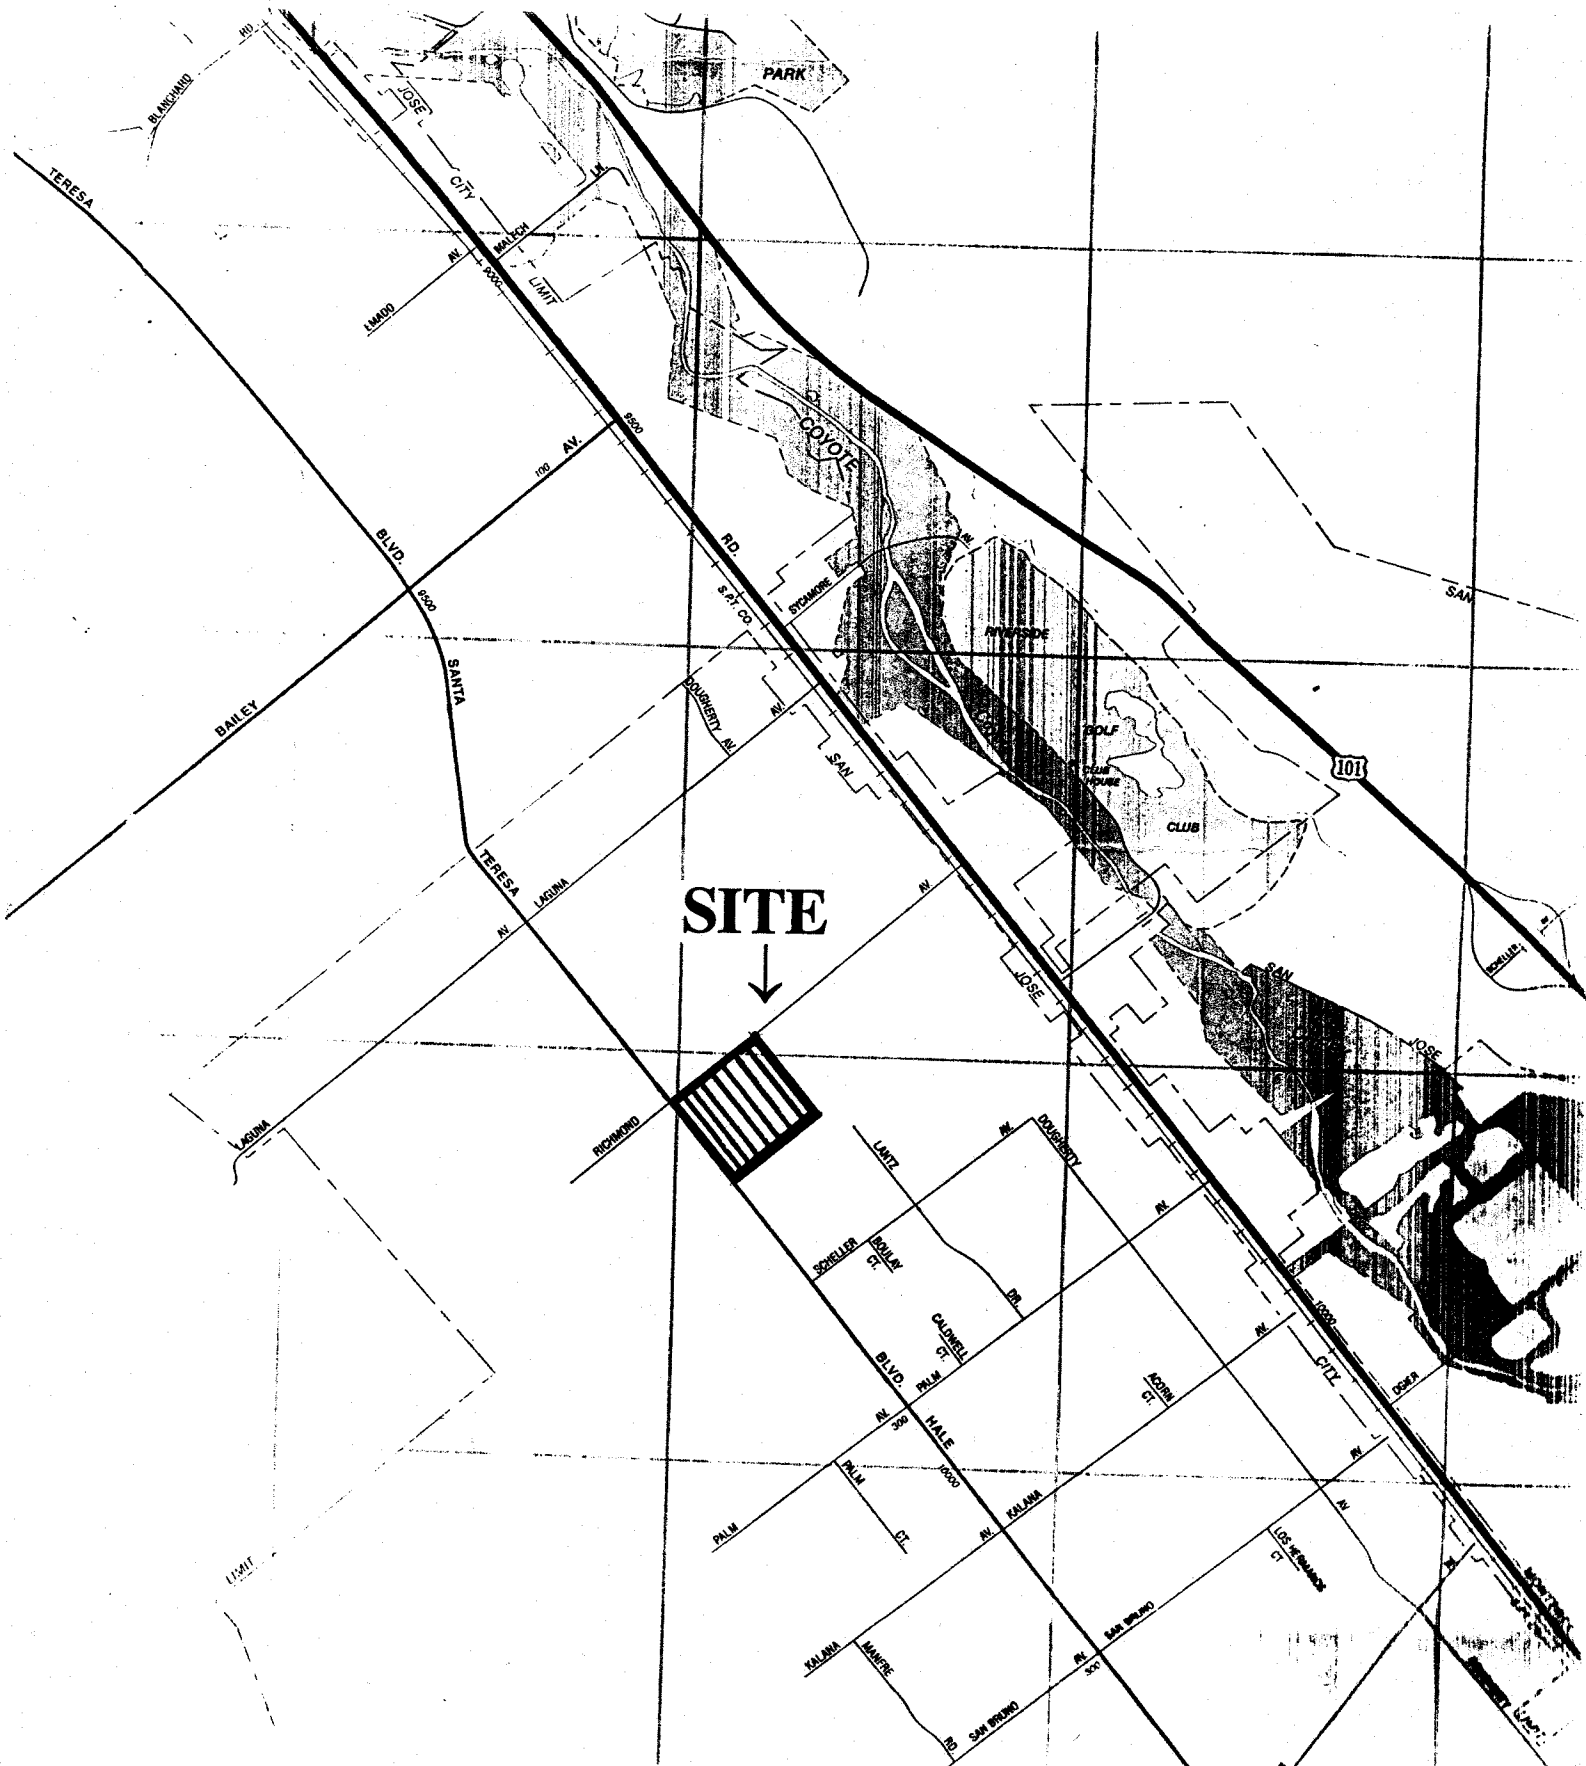 RD.
PARK
BLANCHARD
JOSE
TERESA
CITY
LN.
MALECH
AV.
9000
LIMIT
COYOTE
9500
AV.
100
BLVD.
RD.
AV.
SYCAMORE
S.P.T. CO.
SAN
9500
RIVERSIDE
SANTA
DOUGHERTY AV.
AV.
BAILEY
GOLF
SAN
101
CLUB
HOUSE
CLUB
TERESA
LAGUNA
AV
SITE
AV
SCHELLER
SAN
JOSE
JOSE
LAGUNA
RICHMOND
LANTZ
AV.
DOUGHERTY
AV.
SCHELLER
BOULAY
CT.
DR.
10000
CALDWELL
CT.
AV.
CITY
BLVD.
PALM
ACORN
CT.
OGIER
AV.
300
HALE
AV.
PALM
CT.
10000
KALANA
AV.
AV
PALM
LOS HERMANOS
CT
LIMIT
SAN BRUNO
KALANA
MANFRE
RD.
AV.
300
SAN BRUNO